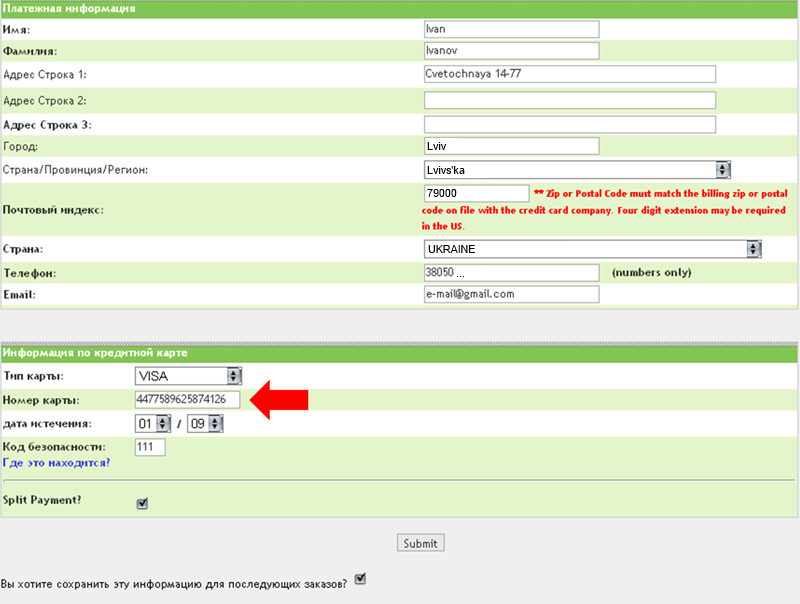 Платежная информация
Имя: Ivan
Фамилия: Ivanov
Адрес Строка 1: Cvetochnaya 14-77
Адрес Строка 2:
Адрес Строка 3:
Город: Lviv
Страна/Провинция/Регион: Lvivs'ka
Почтовый индекс: 79000 ** Zip or Postal Code must match the billing zip or postal
code on file with the credit card company. Four digit extension may be required
in the US.
Страна: UKRAINE
Телефон: 38050 ... (numbers only)
Email: e-mail@gmail.com
Информация по кредитной карте
Тип карты: VISA
Номер карты: 4477589625874126
дата истечения: 01 / 09
Код безопасности: 111
Где это находится?
Split Payment?
Submit
Вы хотите сохранить эту информацию для последующих заказов?